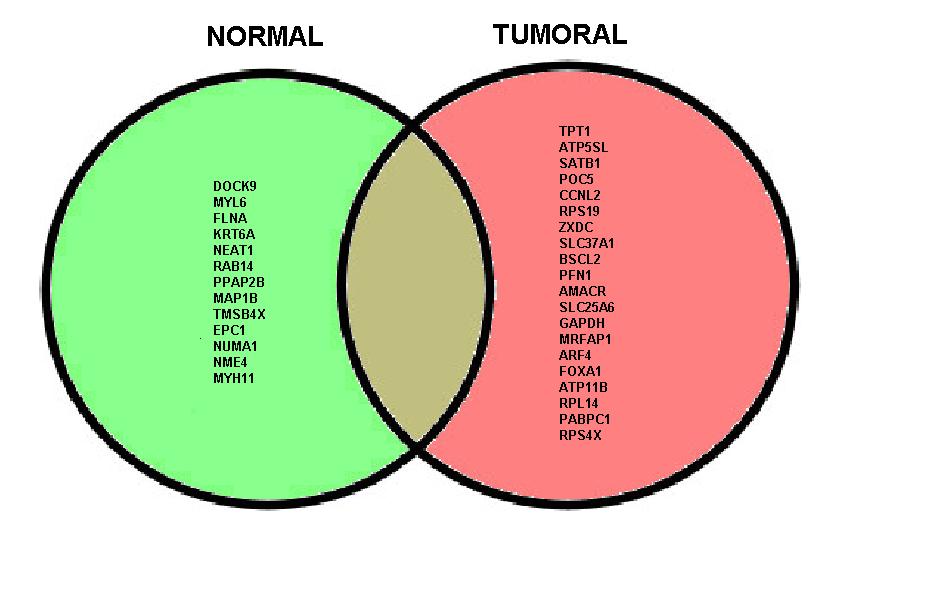 NORMAL
TUMORAL
DOCK9
MYL6
FLNA
KRT6A
NEAT1
RAB14
PPAP2B
MAP1B
TMSB4X
EPC1
NUMA1
NME4
MYH11
TPT1
ATP5SL
SATB1
POC5
CCNL2
RPS19
ZXDC
SLC37A1
BSCL2
PFN1
AMACR
SLC25A6
GAPDH
MRFAP1
ARF4
FOXA1
ATP11B
RPL14
PABPC1
RPS4X